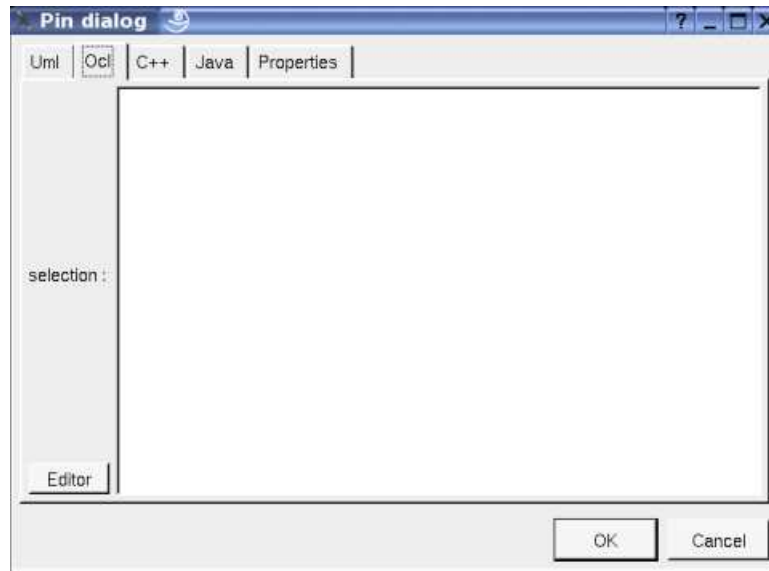 Pin dialog
Uml Ocl C++ Java Properties
selection :
Editor
OK Cancel